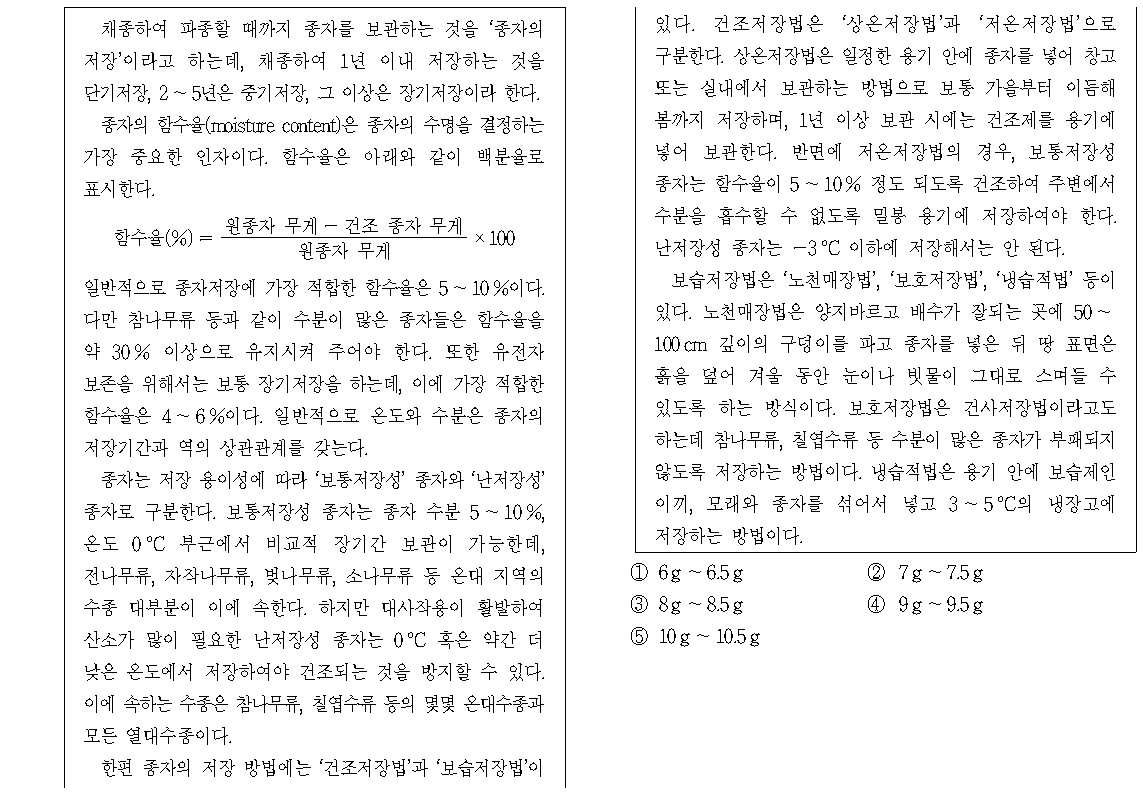 채종하여 파종할 때까지 종자를 보관하는 것을 ‘종자의
저장’이라고 하는데, 채종하여 1년 이내 저장하는 것을
단기저장, 2 ~ 5년은 중기저장, 그 이상은 장기저장이라 한다.
종자의 함수율(moisture content)은 종자의 수명을 결정하는
가장 중요한 인자이다. 함수율은 아래와 같이 백분율로
표시한다.
함수율(%) = (원종자 무게 − 건조 종자 무게) / 원종자 무게 × 100
일반적으로 종자저장에 가장 적합한 함수율은 5 ~ 10 %이다.
다만 참나무류 등과 같이 수분이 많은 종자들은 함수율을
약 30 % 이상으로 유지시켜 주어야 한다. 또한 유전자
보존을 위해서는 보통 장기저장을 하는데, 이에 가장 적합한
함수율은 4 ~ 6 %이다. 일반적으로 온도와 수분은 종자의
저장기간과 역의 상관관계를 갖는다.
종자는 저장 용이성에 따라 ‘보통저장성’ 종자와 ‘난저장성’
종자로 구분한다. 보통저장성 종자는 종자 수분 5 ~ 10 %,
온도 0 ℃ 부근에서 비교적 장기간 보관이 가능한데,
전나무류, 자작나무류, 벚나무류, 소나무류 등 온대 지역의
수종 대부분이 이에 속한다. 하지만 대사작용이 활발하여
산소가 많이 필요한 난저장성 종자는 0 ℃ 혹은 약간 더
낮은 온도에서 저장하여야 건조되는 것을 방지할 수 있다.
이에 속하는 수종은 참나무류, 칠엽수류 등의 몇몇 온대수종과
모든 열대수종이다.
한편 종자의 저장 방법에는 ‘건조저장법’과 ‘보습저장법’이
있다. 건조저장법은 ‘상온저장법’과 ‘저온저장법’으로
구분한다. 상온저장법은 일정한 용기 안에 종자를 넣어 창고
또는 실내에서 보관하는 방법으로 보통 가을부터 이듬해
봄까지 저장하며, 1년 이상 보관 시에는 건조제를 용기에
넣어 보관한다. 반면에 저온저장법의 경우, 보통저장성
종자는 함수율이 5 ~ 10 % 정도 되도록 건조하여 주변에서
수분을 흡수할 수 없도록 밀봉 용기에 저장하여야 한다.
난저장성 종자는 −3 ℃ 이하에 저장해서는 안 된다.
보습저장법은 ‘노천매장법’, ‘보호저장법’, ‘냉습적법’ 등이
있다. 노천매장법은 양지바르고 배수가 잘되는 곳에 50 ~
100 cm 깊이의 구덩이를 파고 종자를 넣은 뒤 땅 표면은
흙을 덮어 겨울 동안 눈이나 빗물이 그대로 스며들 수
있도록 하는 방식이다. 보호저장법은 건사저장법이라고도
하는데 참나무류, 칠엽수류 등 수분이 많은 종자가 부패되지
않도록 저장하는 방법이다. 냉습적법은 용기 안에 보습제인
이끼, 모래와 종자를 섞어서 넣고 3 ~ 5 ℃의 냉장고에
저장하는 방법이다.
① 6 g ~ 6.5 g ② 7 g ~ 7.5 g
③ 8 g ~ 8.5 g ④ 9 g ~ 9.5 g
⑤ 10 g ~ 10.5 g